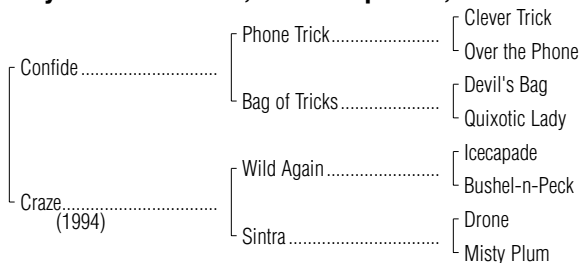 Clever Trick
Phone Trick
Over the Phone
Confide
Devil's Bag
Bag of Tricks
Quixotic Lady
Icecapade
Wild Again
Bushel-n-Peck
Craze
(1994)
Drone
Sintra
Misty Plum